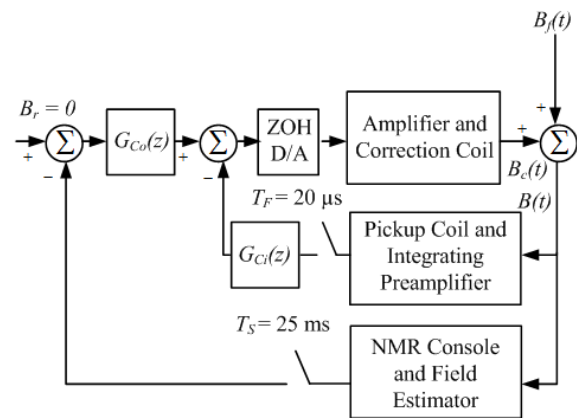 B_f(t)
+
B_r = 0
+
Σ
−
G_Co(z)
+
Σ
−
ZOH
D/A
Amplifier and
Correction Coil
+
B_c(t)
Σ
B(t)
T_F = 20 μs
G_Ci(z)
Pickup Coil and
Integrating
Preamplifier
T_S = 25 ms
NMR Console
and Field
Estimator